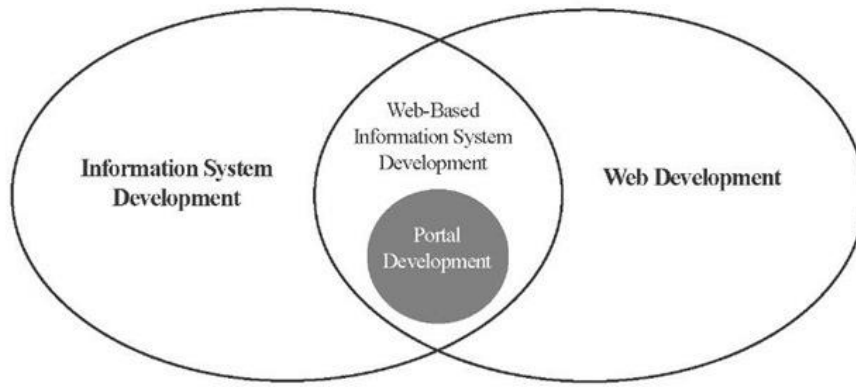 Information System
Development
Web-Based
Information System
Development
Portal
Development
Web Development